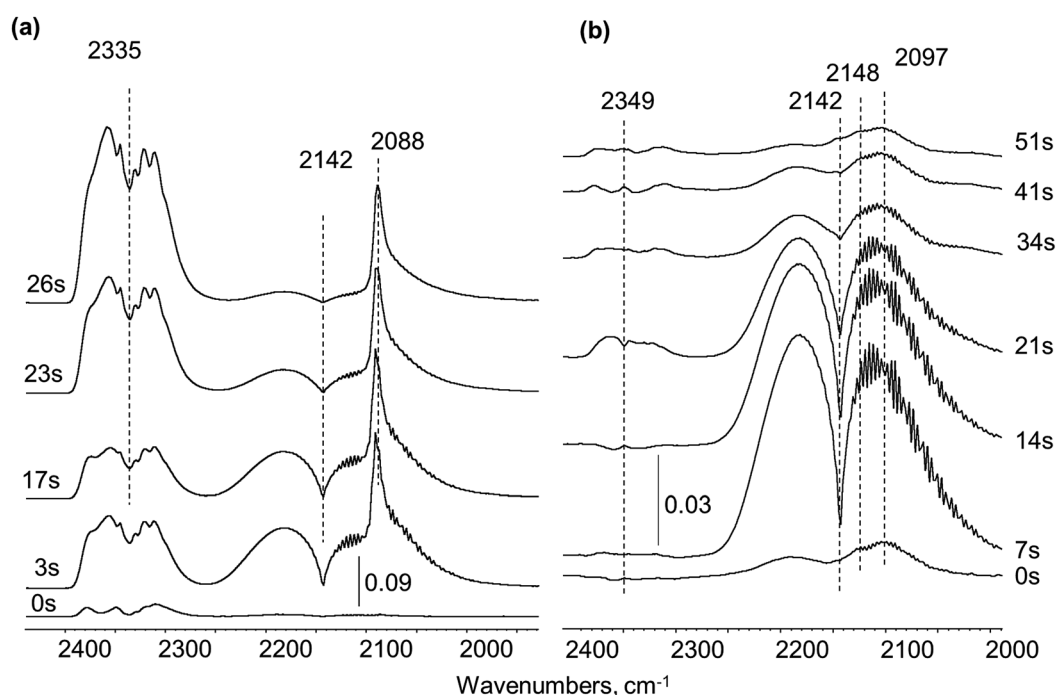 (a)
2335
2142
2088
26s
23s
17s
3s
0s
0.09
2400
2300
2200
2100
(b)
2349
2142
2148
2097
51s
41s
34s
21s
14s
7s
0s
0.03
2400
2300
2200
2100
2000
Wavenumbers, cm-1